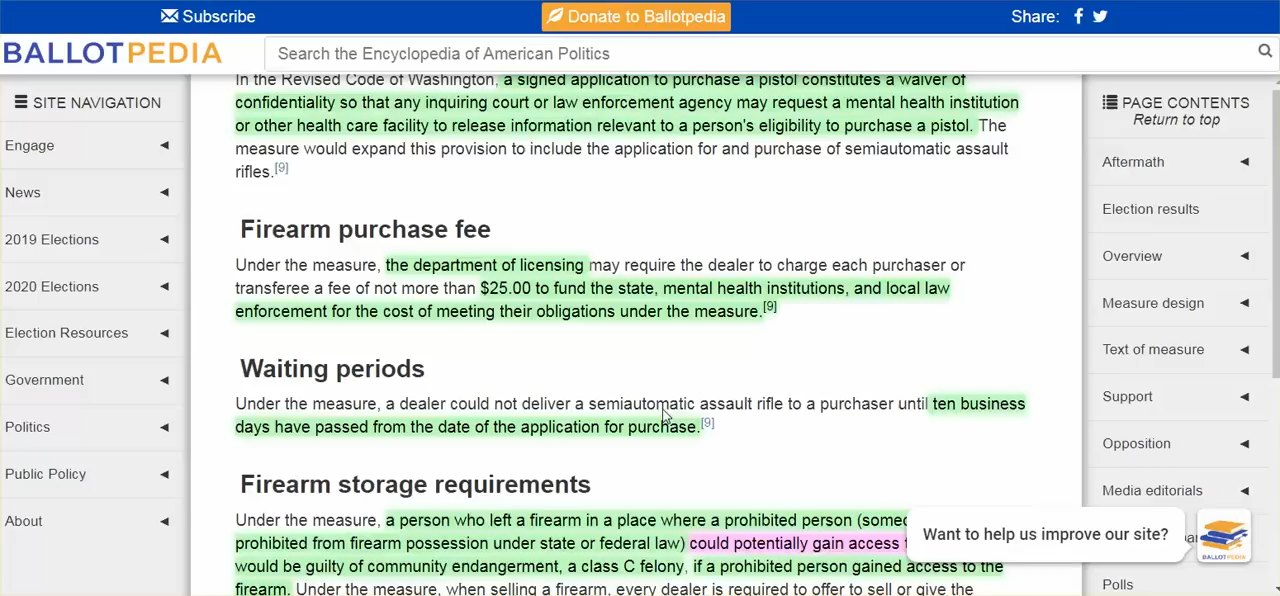 Subscribe
Donate to Ballotpedia
Share:
BALLOTPEDIA
Search the Encyclopedia of American Politics
SITE NAVIGATION
Engage
News
2019 Elections
2020 Elections
Election Resources
Government
Politics
Public Policy
About
In the Revised Code of Washington, a signed application to purchase a pistol constitutes a waiver of
confidentiality so that any inquiring court or law enforcement agency may request a mental health institution
or other health care facility to release information relevant to a person's eligibility to purchase a pistol. The
measure would expand this provision to include the application for and purchase of semiautomatic assault
rifles.[9]
Firearm purchase fee
Under the measure, the department of licensing may require the dealer to charge each purchaser or
transferee a fee of not more than $25.00 to fund the state, mental health institutions, and local law
enforcement for the cost of meeting their obligations under the measure.[9]
Waiting periods
Under the measure, a dealer could not deliver a semiautomatic assault rifle to a purchaser until ten business
days have passed from the date of the application for purchase.[9]
Firearm storage requirements
Under the measure, a person who left a firearm in a place where a prohibited person
prohibited from firearm possession under state or federal law) could potentially gain access
would be guilty of community endangerment, a class C felony, if a prohibited person gained access to the
firearm. Under the measure, when selling a firearm, every dealer is required to offer to sell or give the
PAGE CONTENTS
Return to top
Aftermath
Election results
Overview
Measure design
Text of measure
Support
Opposition
Media editorials
Polls
Want to help us improve our site?
BALLOTPEDIA